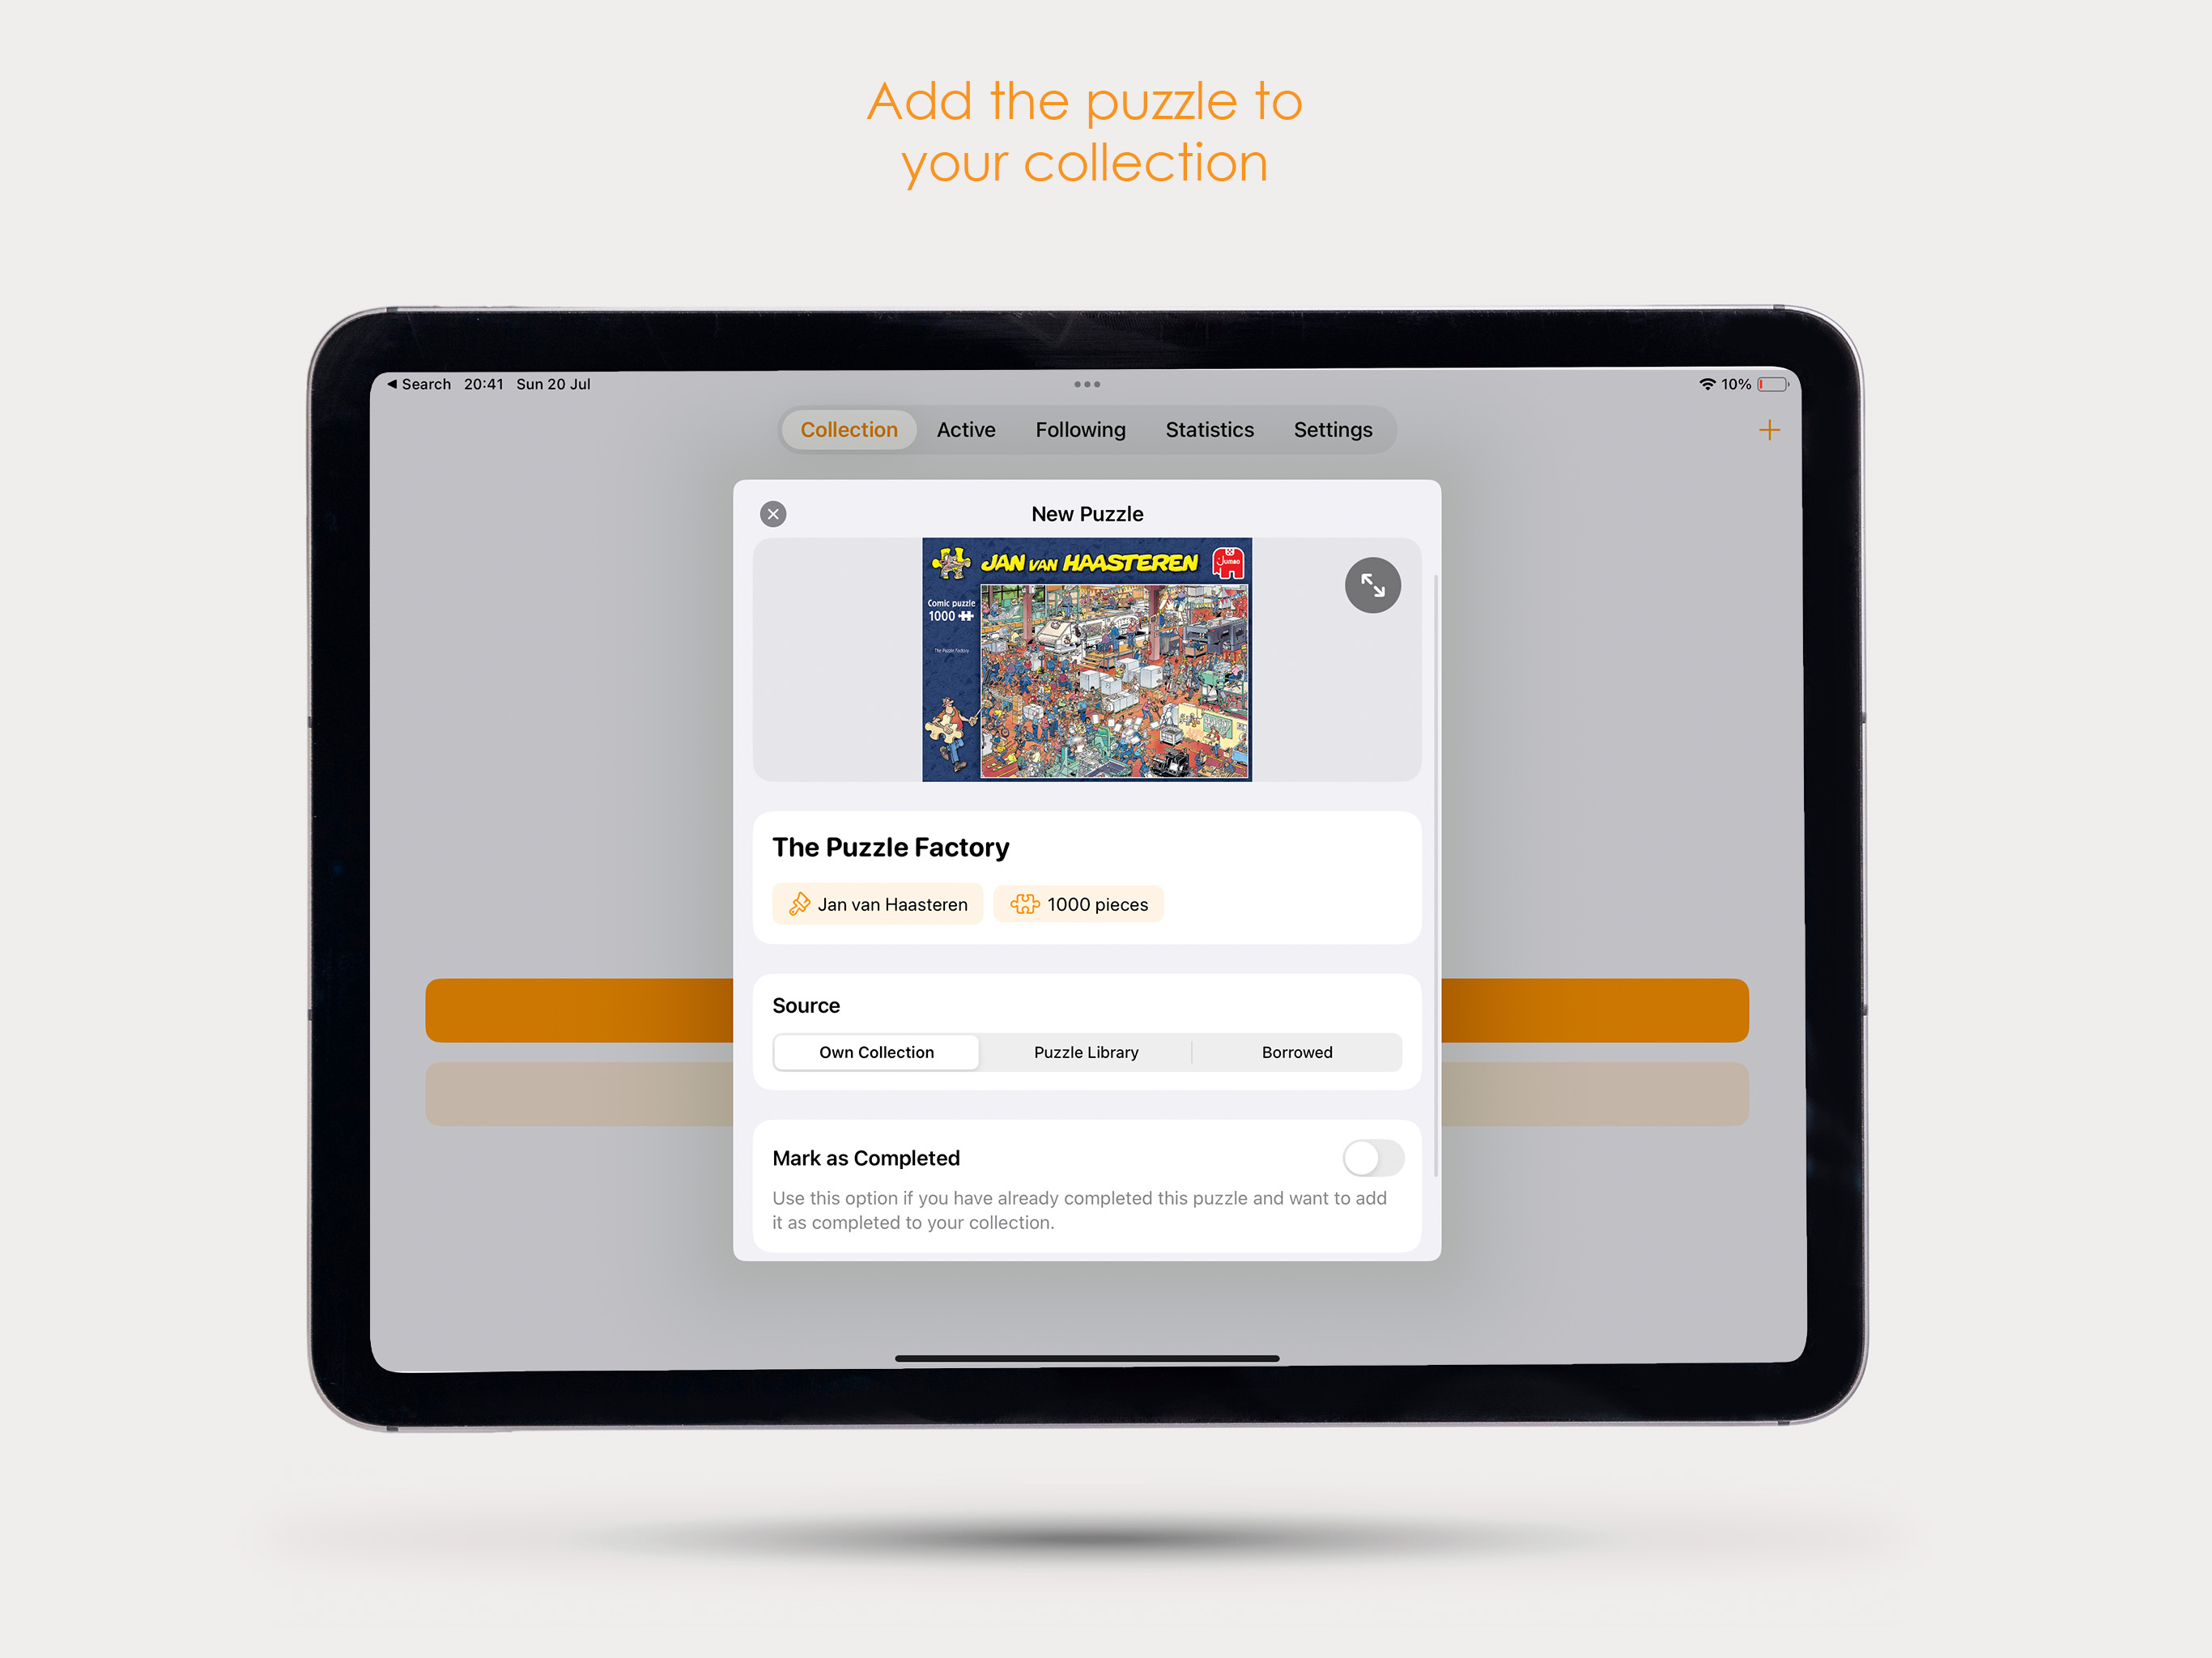 Add the puzzle to
your collection
Search 20:41 Sun 20 Jul
10%
Collection Active Following Statistics Settings
New Puzzle
JAN VAN HAASTEREN
Jumbo
Comic puzzle
1000
The Puzzle Factory
The Puzzle Factory
Jan van Haasteren 1000 pieces
Source
Own Collection Puzzle Library Borrowed
Mark as Completed
Use this option if you have already completed this puzzle and want to add
it as completed to your collection.